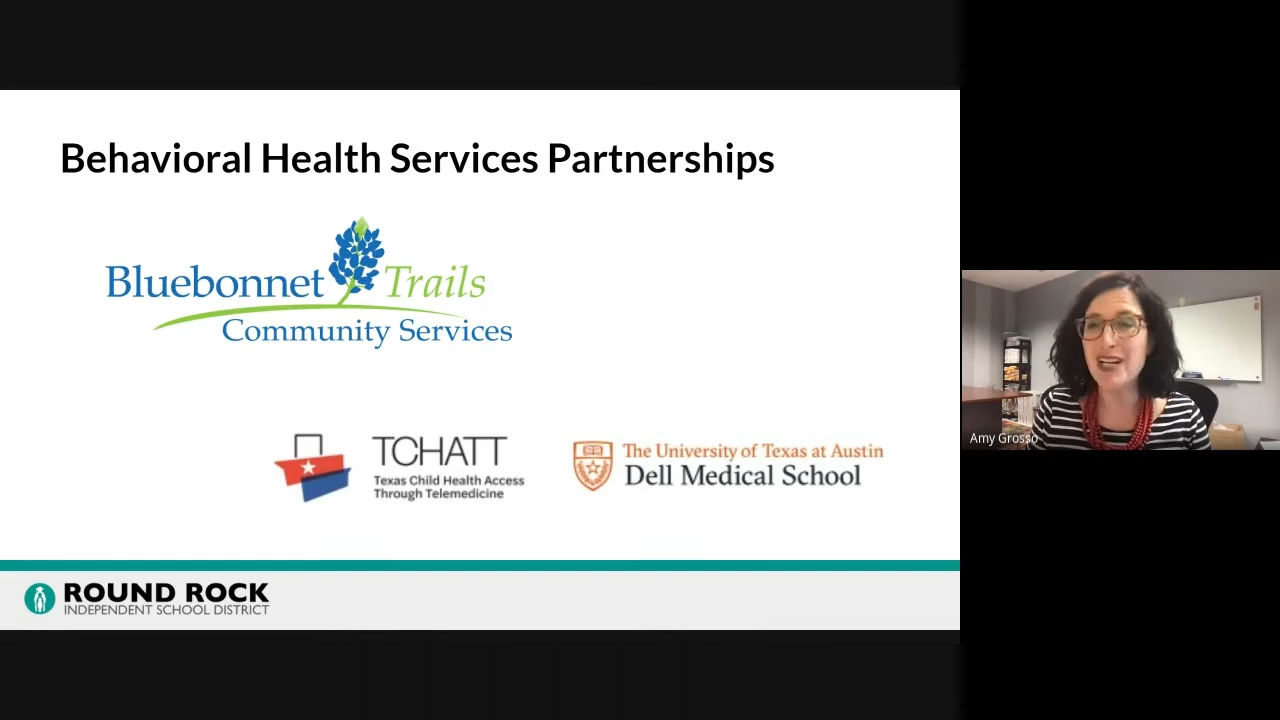 Behavioral Health Services Partnerships
Bluebonnet Trails
Community Services
TCHATT
Texas Child Health Access
Through Telemedicine
The University of Texas at Austin
Dell Medical School
Amy Grosso
ROUND ROCK
INDEPENDENT SCHOOL DISTRICT